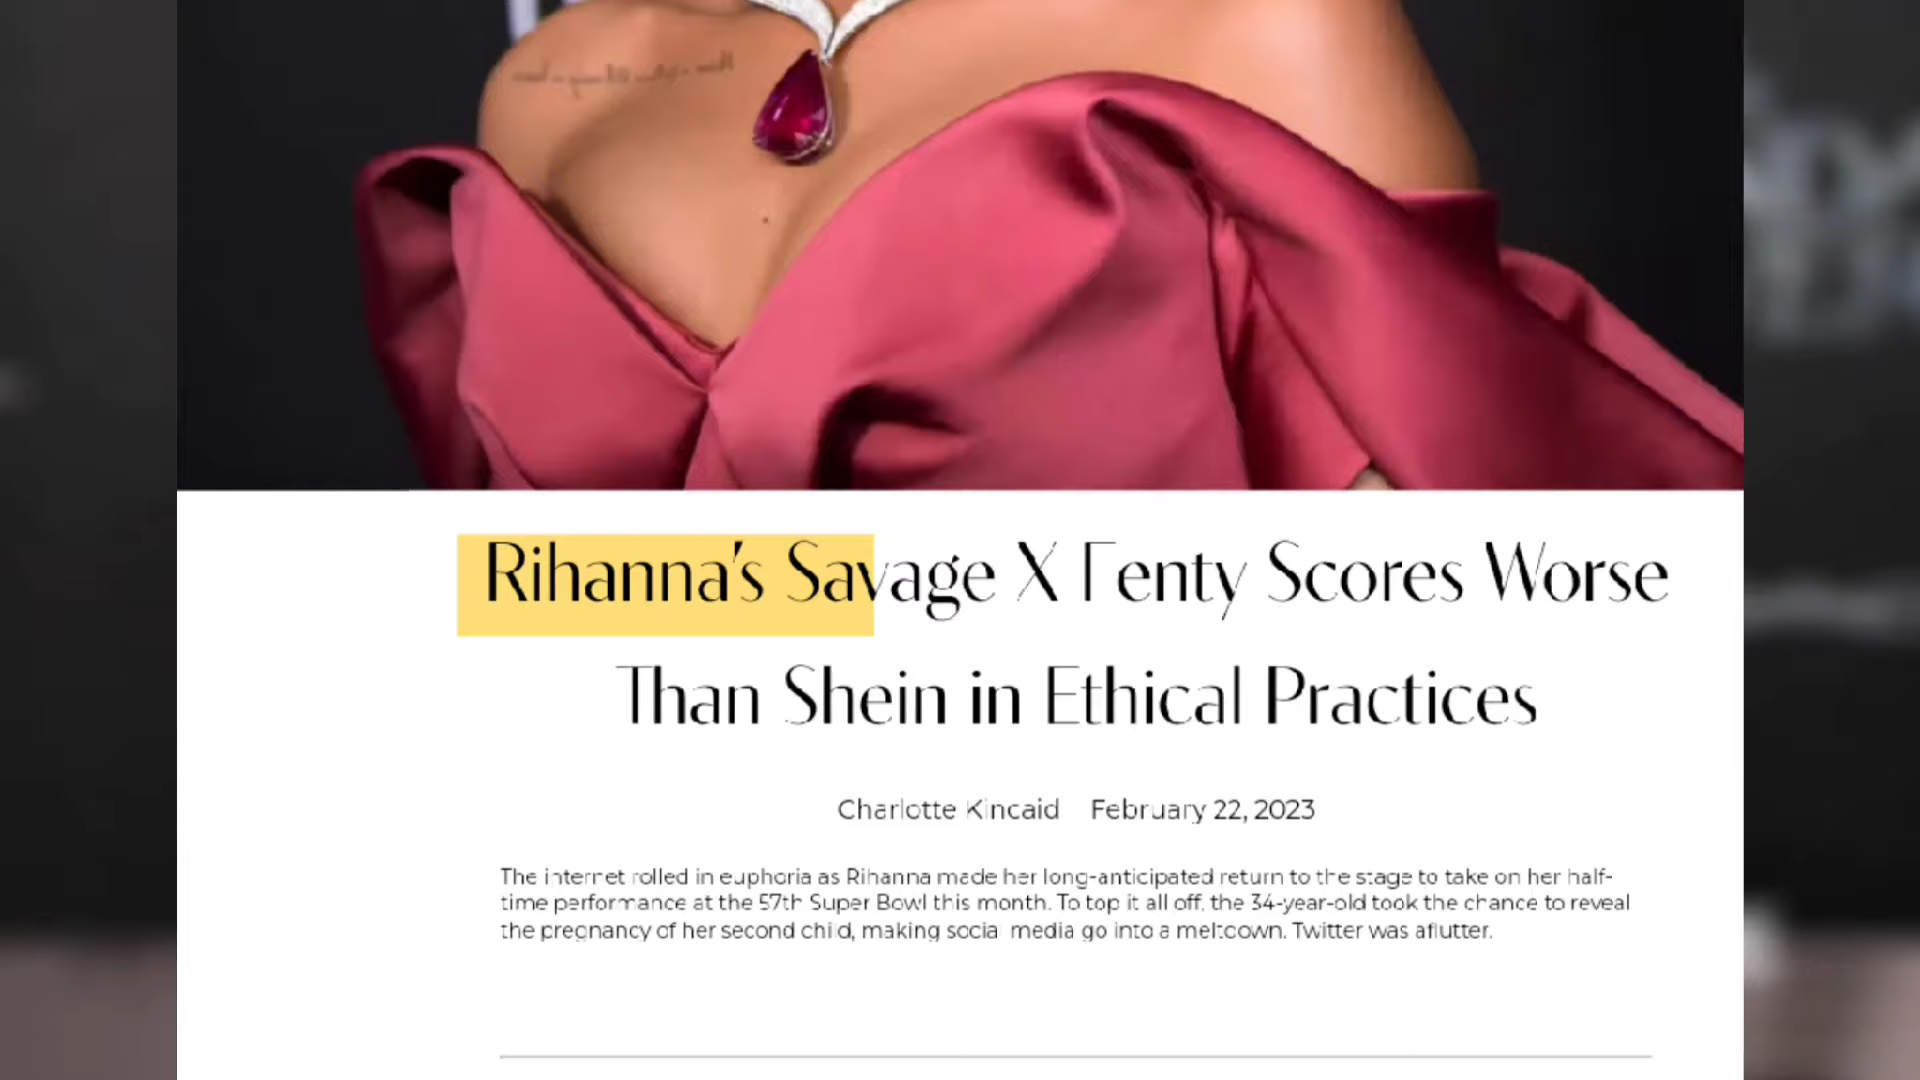 Rihanna's Savage X Fenty Scores Worse
Than Shein in Ethical Practices
Charlotte Kincaid February 22, 2023
The internet rolled in euphoria as Rihanna made her long-anticipated return to the stage to take on her half-
time performance at the 57th Super Bowl this month. To top it all off, the 34-year-old took the chance to reveal
the pregnancy of her second child, making social media go into a meltdown. Twitter was aflutter.